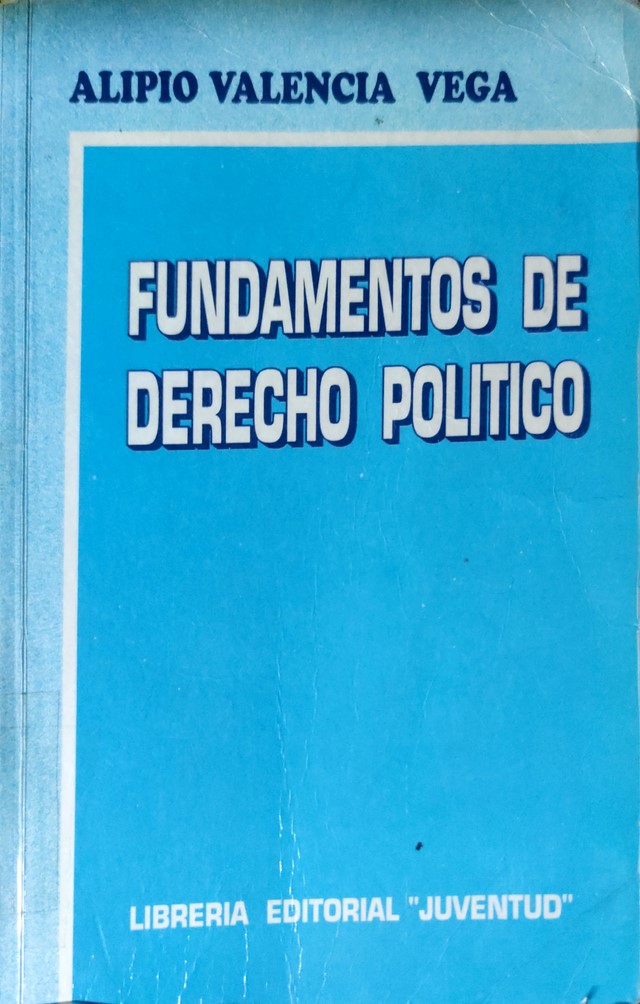 ALIPIO VALENCIA VEGA
FUNDAMENTOS DE
DERECHO POLITICO
LIBRERIA EDITORIAL "JUVENTUD"